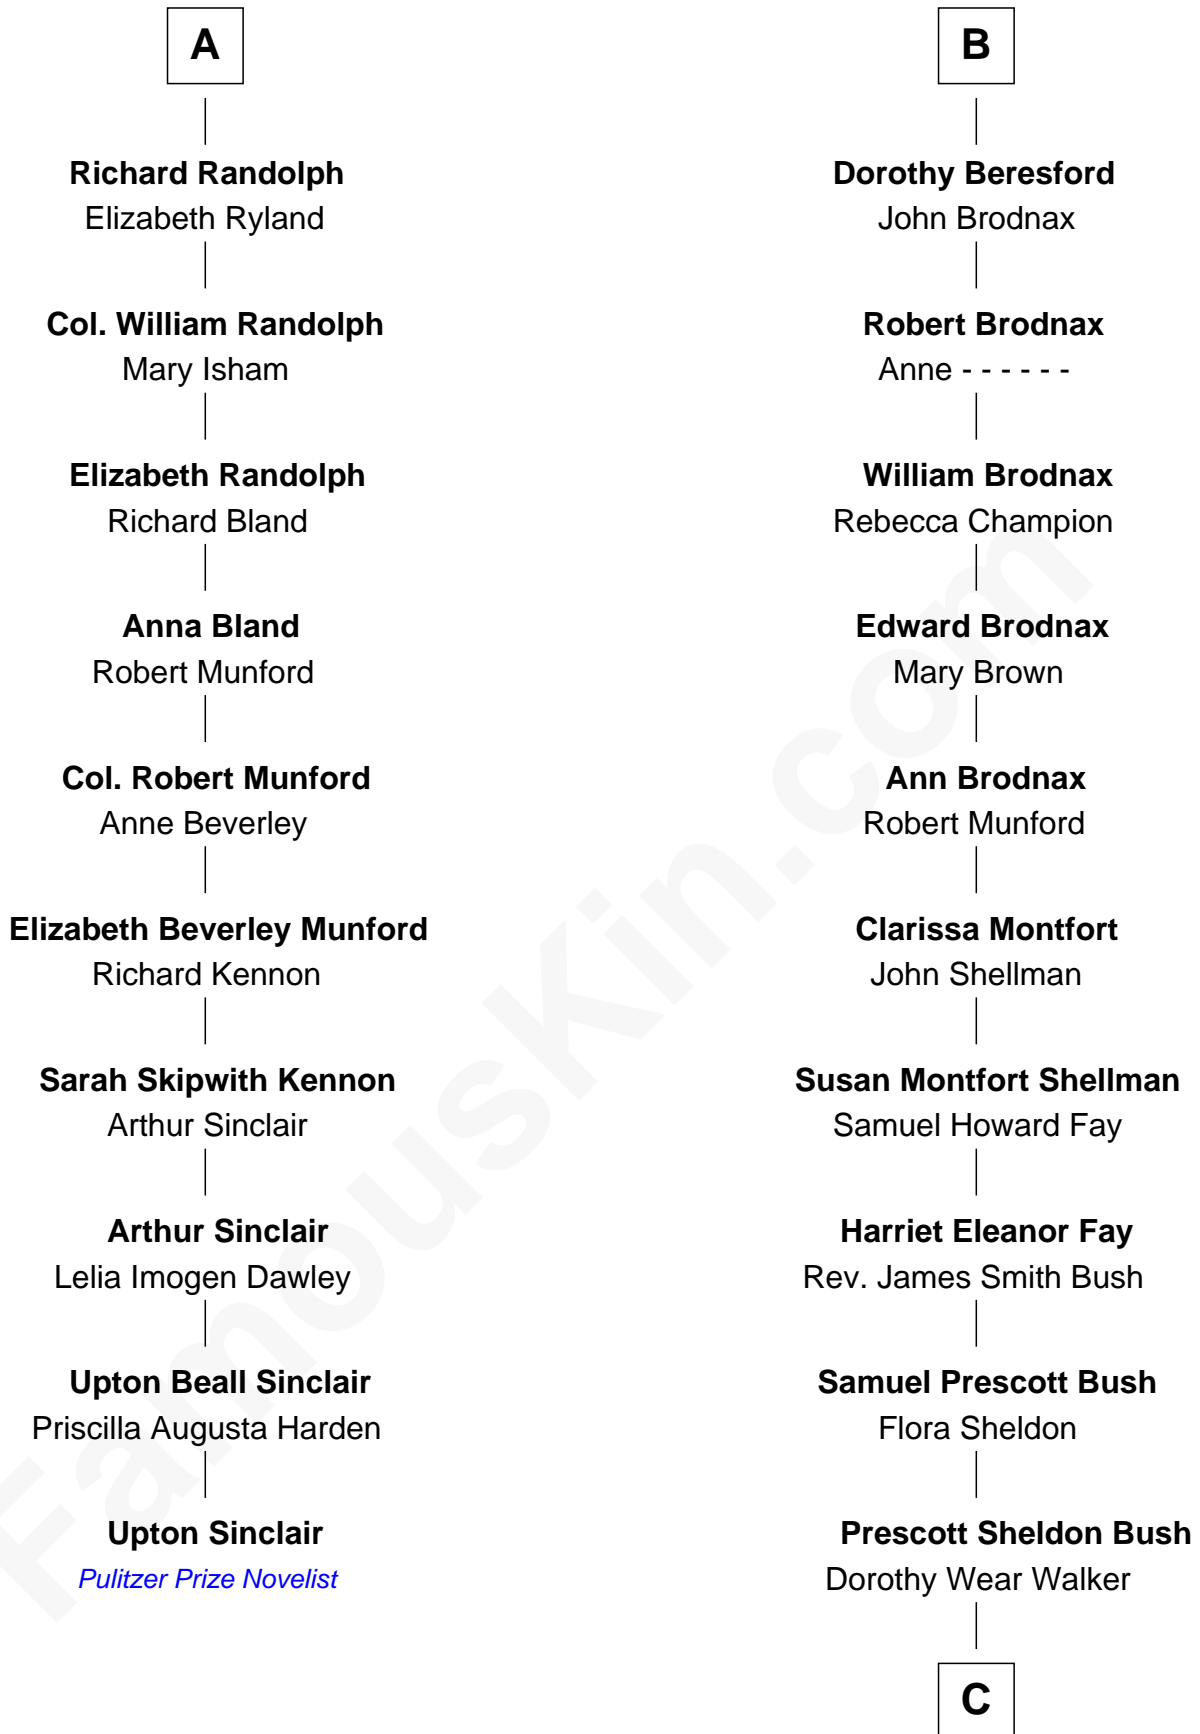 A
Richard Randolph
Elizabeth Ryland
Col. William Randolph
Mary Isham
Elizabeth Randolph
Richard Bland
Anna Bland
Robert Munford
Col. Robert Munford
Anne Beverley
Elizabeth Beverley Munford
Richard Kennon
Sarah Skipwith Kennon
Arthur Sinclair
Arthur Sinclair
Lelia Imogen Dawley
Upton Beall Sinclair
Priscilla Augusta Harden
Upton Sinclair
Pulitzer Prize Novelist
B
Dorothy Beresford
John Brodnax
Robert Brodnax
Anne - - - - - -
William Brodnax
Rebecca Champion
Edward Brodnax
Mary Brown
Ann Brodnax
Robert Munford
Clarissa Montfort
John Shellman
Susan Montfort Shellman
Samuel Howard Fay
Harriet Eleanor Fay
Rev. James Smith Bush
Samuel Prescott Bush
Flora Sheldon
Prescott Sheldon Bush
Dorothy Wear Walker
C
FamousKin.com